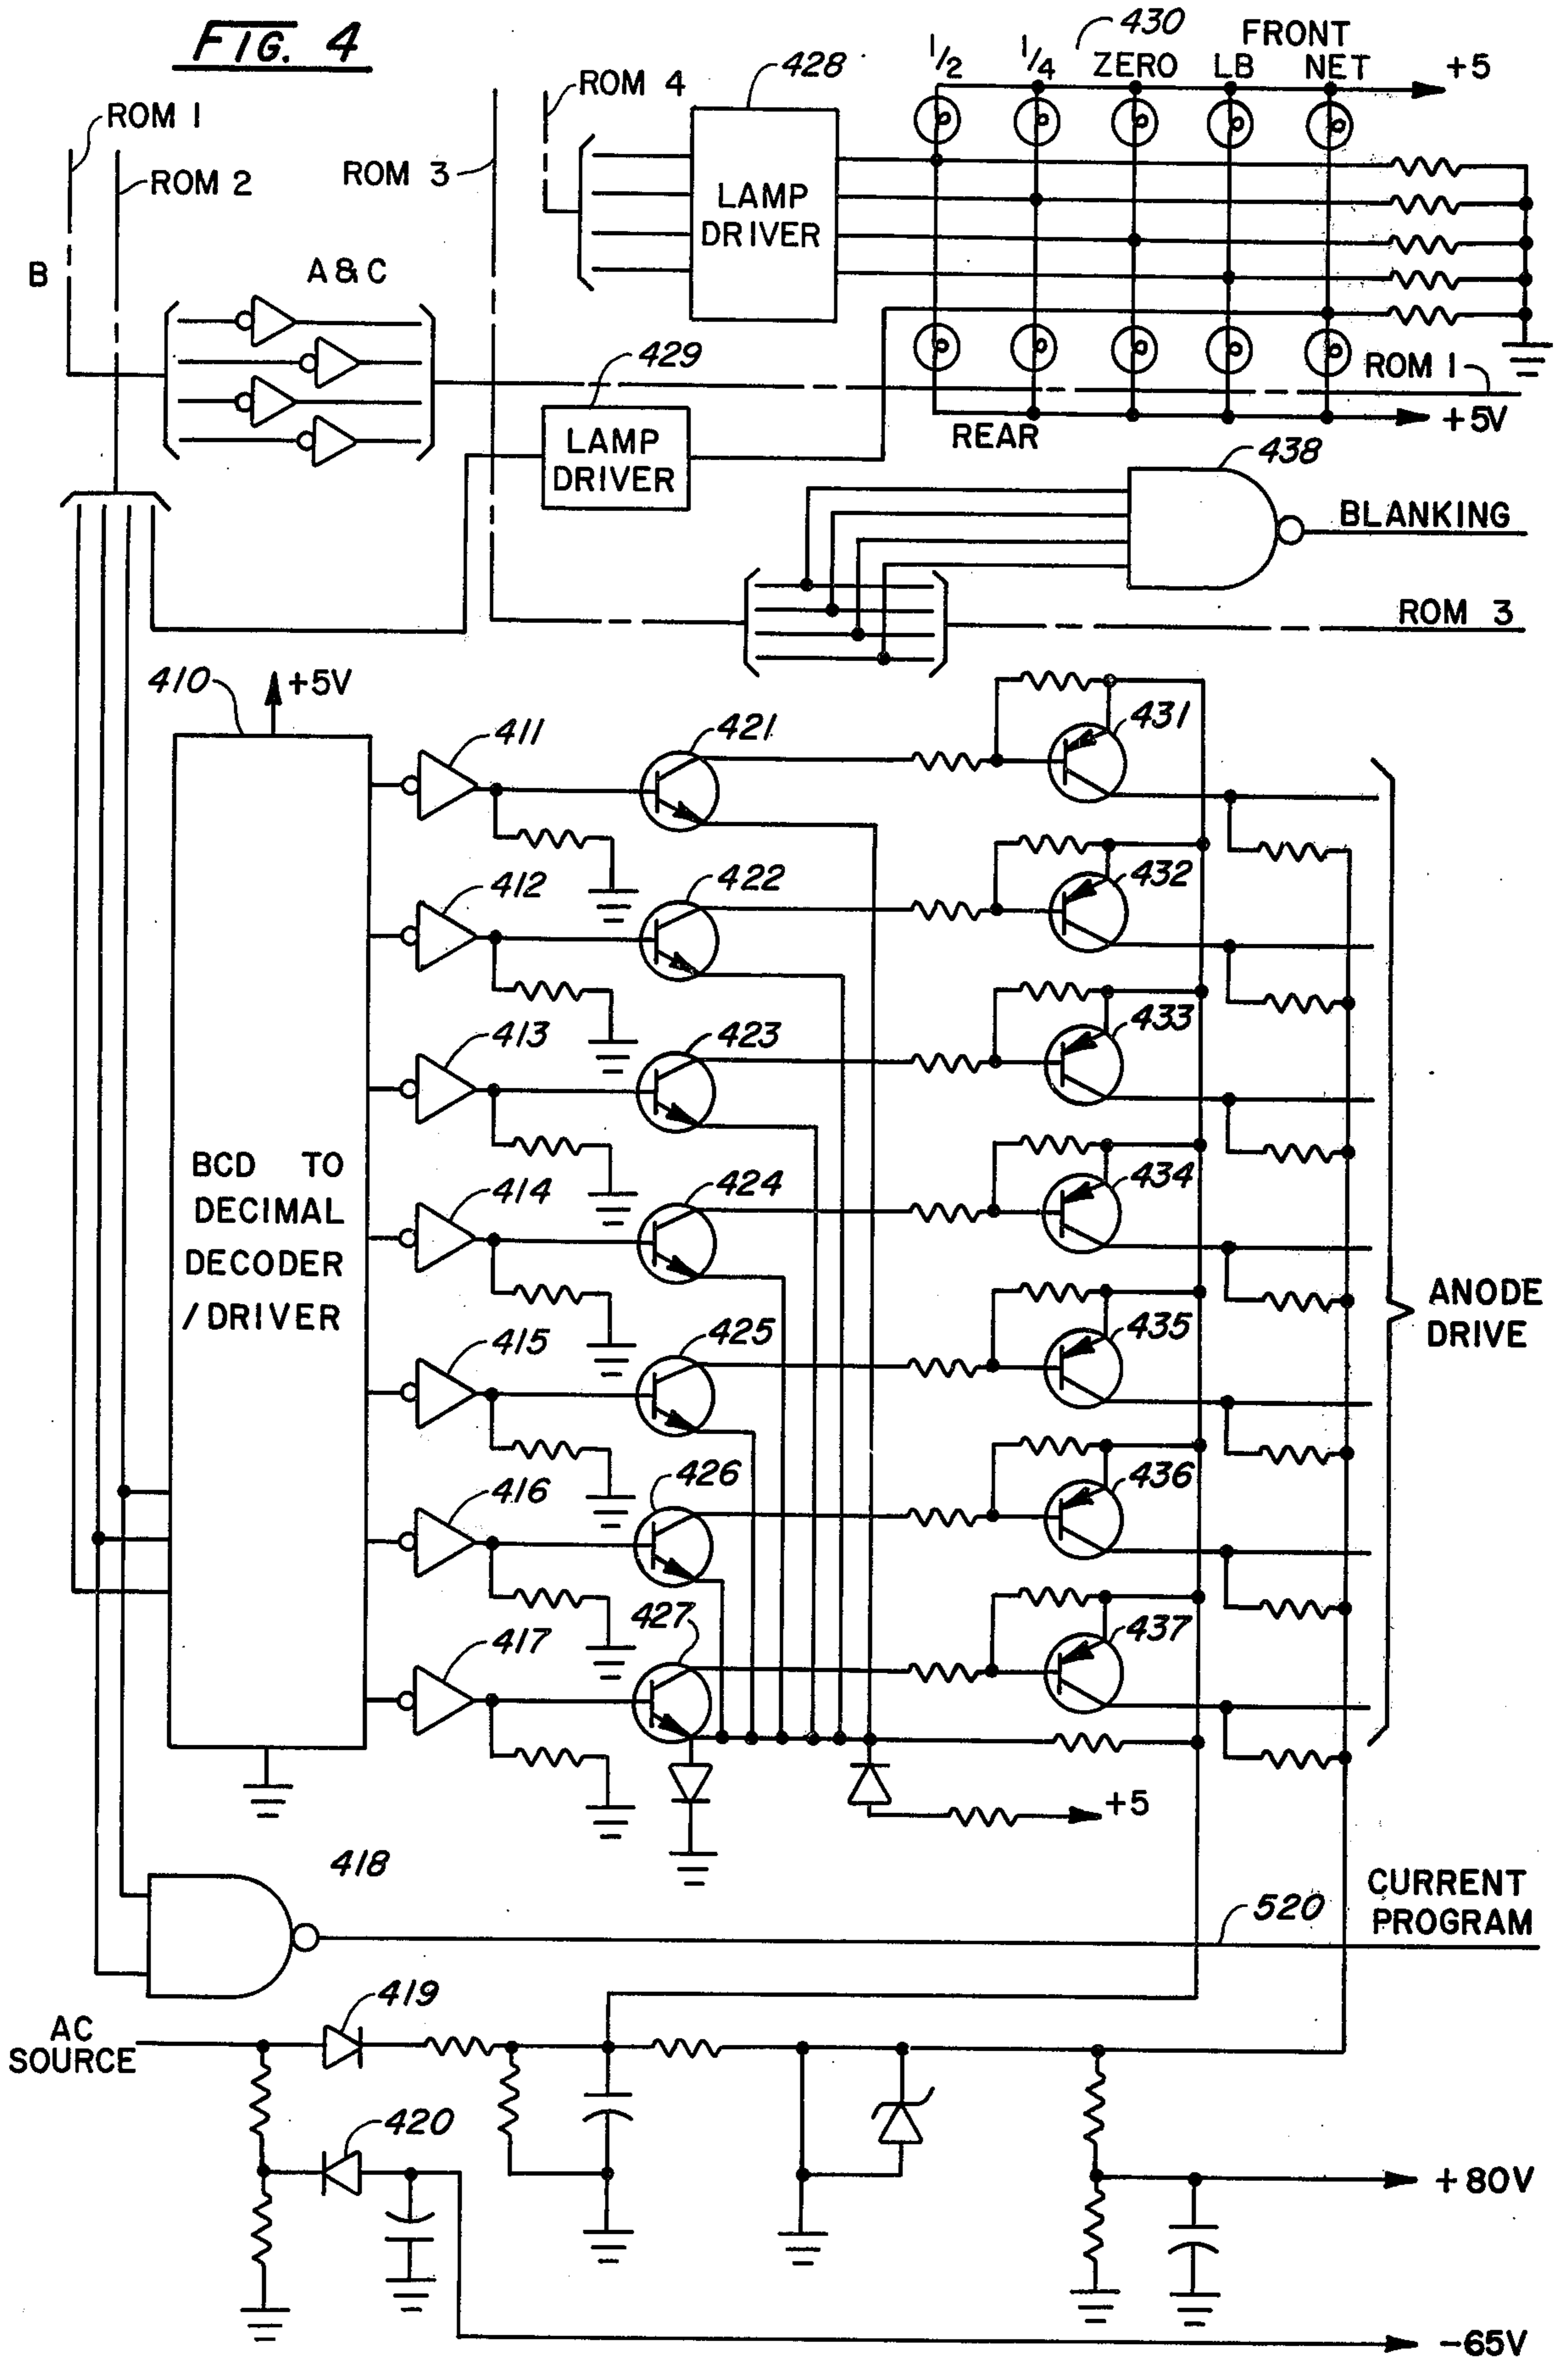 FIG. 4
430
FRONT
1/2
1/4
ZERO
LB
NET
+5
428
ROM 4
ROM 1
ROM 3
ROM 2
LAMP
DRIVER
B
A & C
429
ROM 1
LAMP
DRIVER
REAR
+5V
438
BLANKING
ROM 3
410
+5V
411
421
431
412
422
432
413
423
433
BCD TO
DECIMAL
DECODER
/DRIVER
414
424
434
ANODE
DRIVE
415
425
435
416
426
436
417
427
437
+5
418
CURRENT
PROGRAM
520
419
AC
SOURCE
420
+80V
-65V